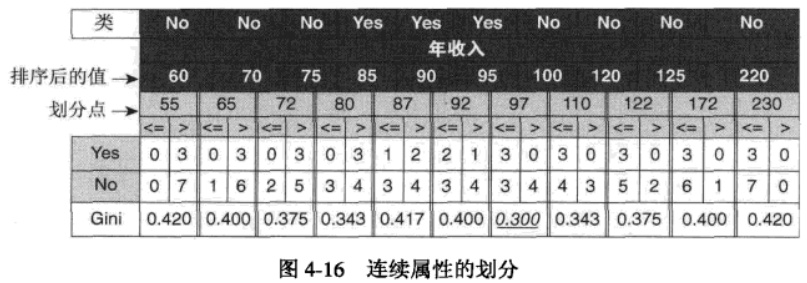 类 No No No Yes Yes Yes No No No No
年收入
排序后的值 → 60 70 75 85 90 95 100 120 125 220
划分点 → 55 65 72 80 87 92 97 110 122 172 230
<= > <= > <= > <= > <= > <= > <= > <= > <= > <= > <= >
Yes 0 3 0 3 0 3 0 3 1 2 2 1 3 0 3 0 3 0 3 0 3 0
No 0 7 1 6 2 5 3 4 3 4 3 4 3 4 4 3 5 2 6 1 7 0
Gini 0.420 0.400 0.375 0.343 0.417 0.400 0.300 0.343 0.375 0.400 0.420
图 4-16 连续属性的划分